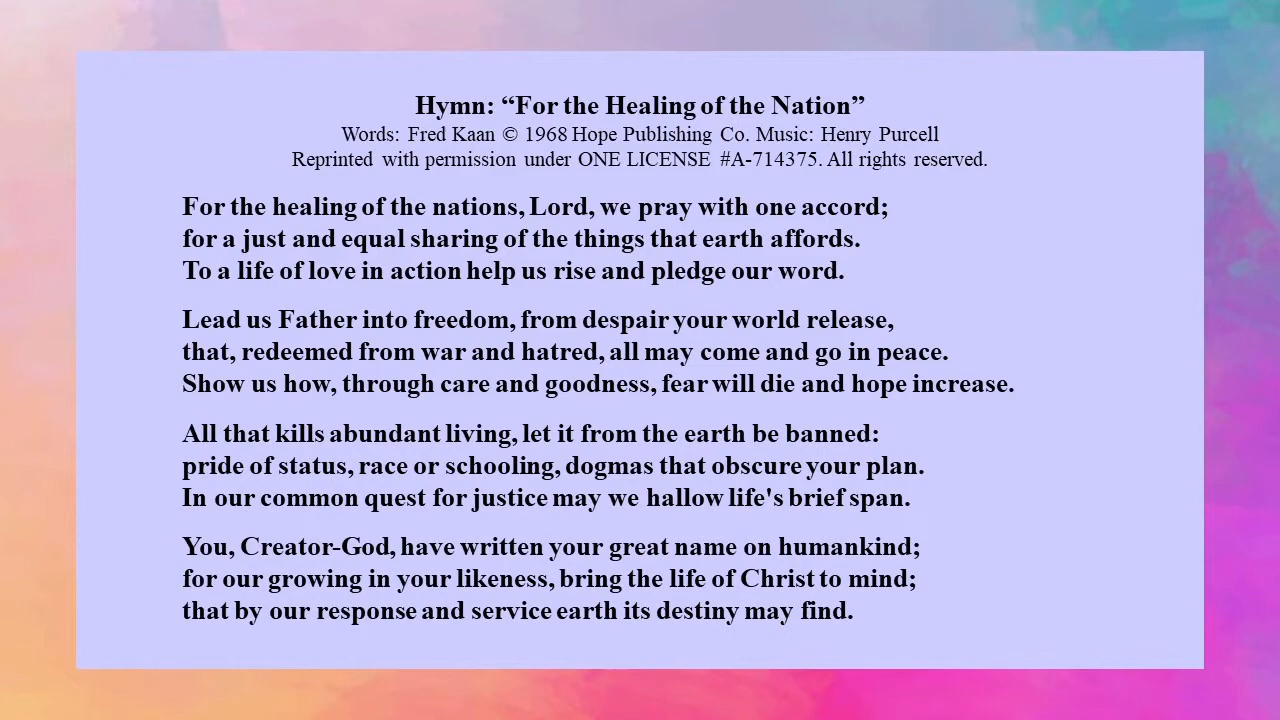 Hymn: “For the Healing of the Nation”
Words: Fred Kaan © 1968 Hope Publishing Co. Music: Henry Purcell
Reprinted with permission under ONE LICENSE #A-714375. All rights reserved.
For the healing of the nations, Lord, we pray with one accord;
for a just and equal sharing of the things that earth affords.
To a life of love in action help us rise and pledge our word.
Lead us Father into freedom, from despair your world release,
that, redeemed from war and hatred, all may come and go in peace.
Show us how, through care and goodness, fear will die and hope increase.
All that kills abundant living, let it from the earth be banned:
pride of status, race or schooling, dogmas that obscure your plan.
In our common quest for justice may we hallow life's brief span.
You, Creator-God, have written your great name on humankind;
for our growing in your likeness, bring the life of Christ to mind;
that by our response and service earth its destiny may find.